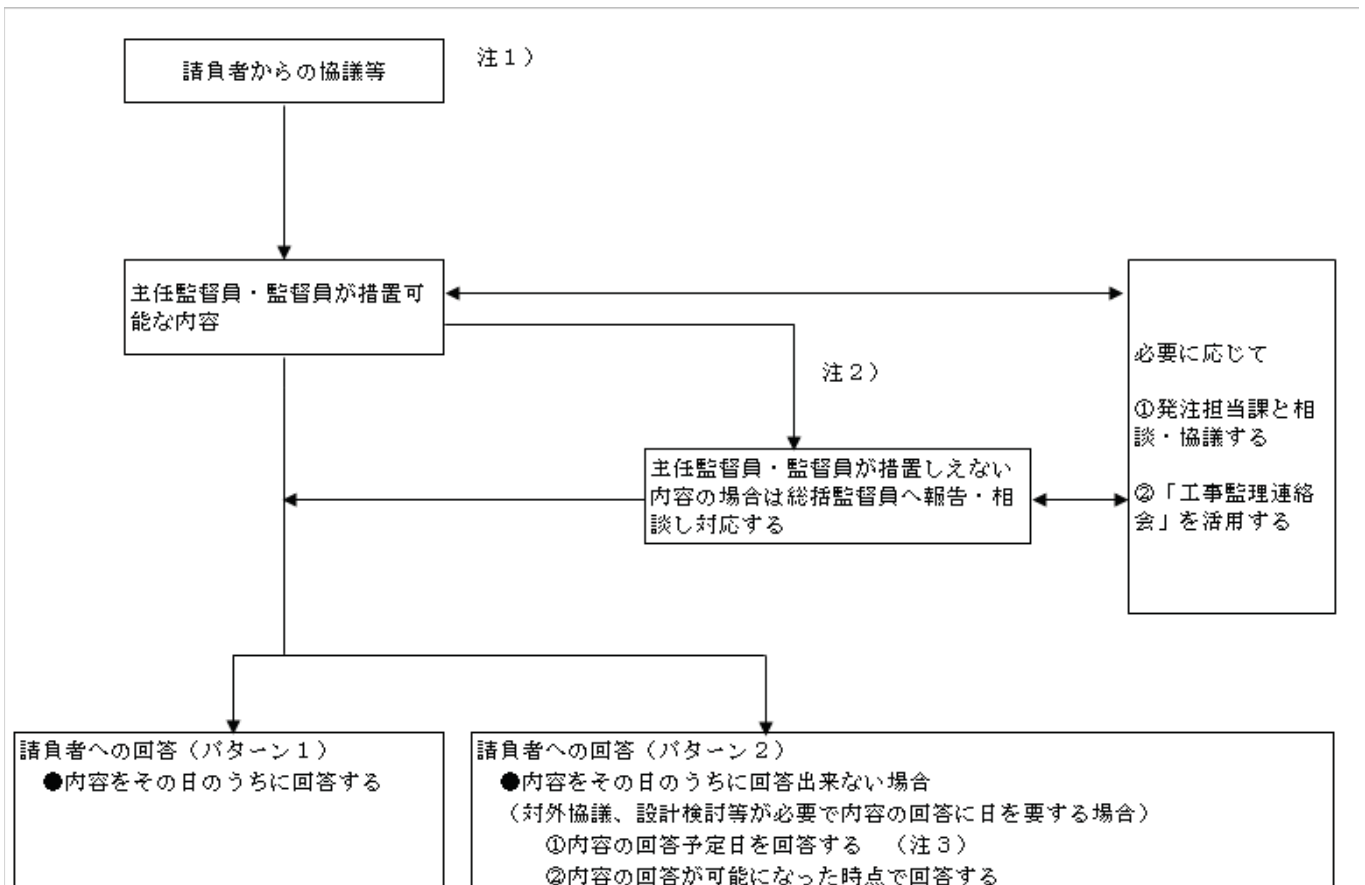 請負者からの協議等
注１）
主任監督員・監督員が措置可
能な内容
必要に応じて
①発注担当課と相
談・協議する
②「工事監理連絡
会」を活用する
注２）
主任監督員・監督員が措置しえない
内容の場合は総括監督員へ報告・相
談し対応する
請負者への回答（パターン１）
●内容をその日のうちに回答する
請負者への回答（パターン２）
●内容をその日のうちに回答出来ない場合
（対外協議、設計検討等が必要で内容の回答に日を要する場合）
①内容の回答予定日を回答する　（注３）
②内容の回答が可能になった時点で回答する